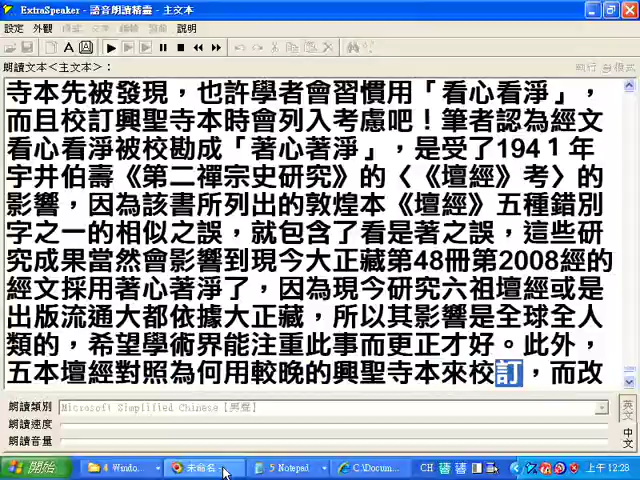 ExtraSpeaker - 語音朗讀精靈 - 主文本
設定 外觀 說明
朗讀文本<主文本>：
寺本先被發現，也許學者會習慣用「看心看淨」，
而且校訂興聖寺本時會列入考慮吧！筆者認為經文
看心看淨被校勘成「著心著淨」，是受了1941年
宇井伯壽《第二禪宗史研究》的〈《壇經》考〉的
影響，因為該書所列出的敦煌本《壇經》五種錯別
字之一的相似之誤，就包含了看是著之誤，這些研
究成果當然會影響到現今大正藏第48冊第2008經的
經文採用著心著淨了，因為現今研究六祖壇經或是
出版流通大都依據大正藏，所以其影響是全球全人
類的，希望學術界能注重此事而更正才好。此外，
五本壇經對照為何用較晚的興聖寺本來校訂，而改
朗讀類別 Microsoft Simplified Chinese【男聲】
朗讀速度
朗讀音量
英文
中文
開始 4 Windo... 未命名 - 5 Notepad C:\Docum... CH 上午 12:28